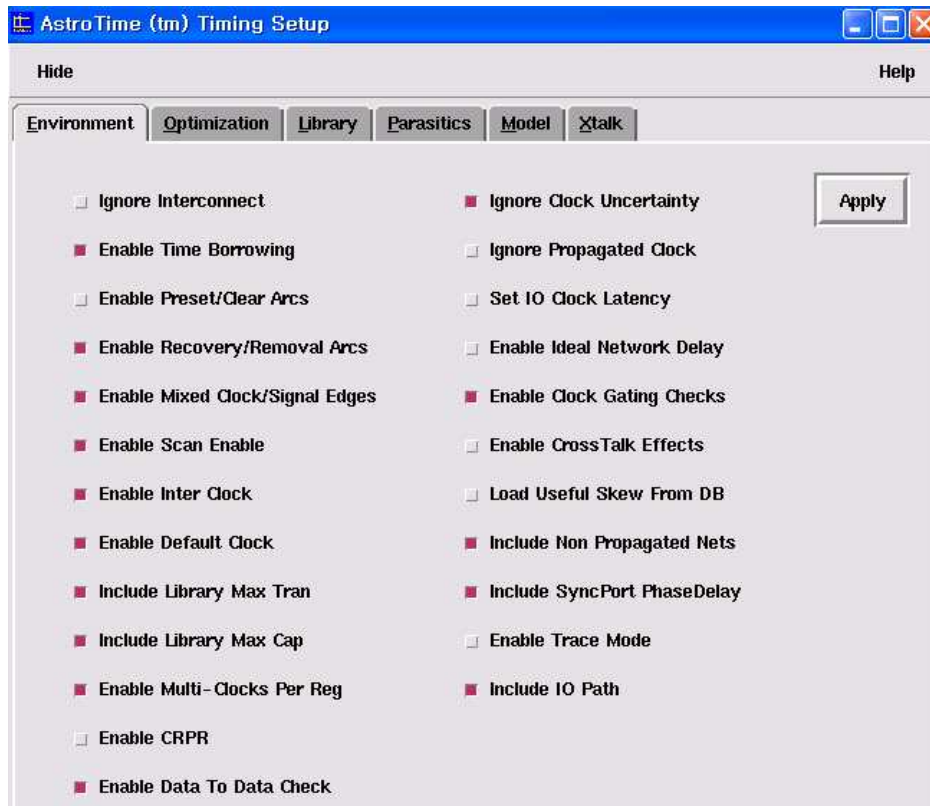 AstroTime (tm) Timing Setup
Hide Help
Environment Optimization Library Parasitics Model Xtalk
Ignore Interconnect
Enable Time Borrowing
Enable Preset/Clear Arcs
Enable Recovery/Removal Arcs
Enable Mixed Clock/Signal Edges
Enable Scan Enable
Enable Inter Clock
Enable Default Clock
Include Library Max Tran
Include Library Max Cap
Enable Multi-Clocks Per Reg
Enable CRPR
Enable Data To Data Check
Ignore Clock Uncertainty
Ignore Propagated Clock
Set IO Clock Latency
Enable Ideal Network Delay
Enable Clock Gating Checks
Enable CrossTalk Effects
Load Useful Skew From DB
Include Non Propagated Nets
Include SyncPort PhaseDelay
Enable Trace Mode
Include IO Path
Apply